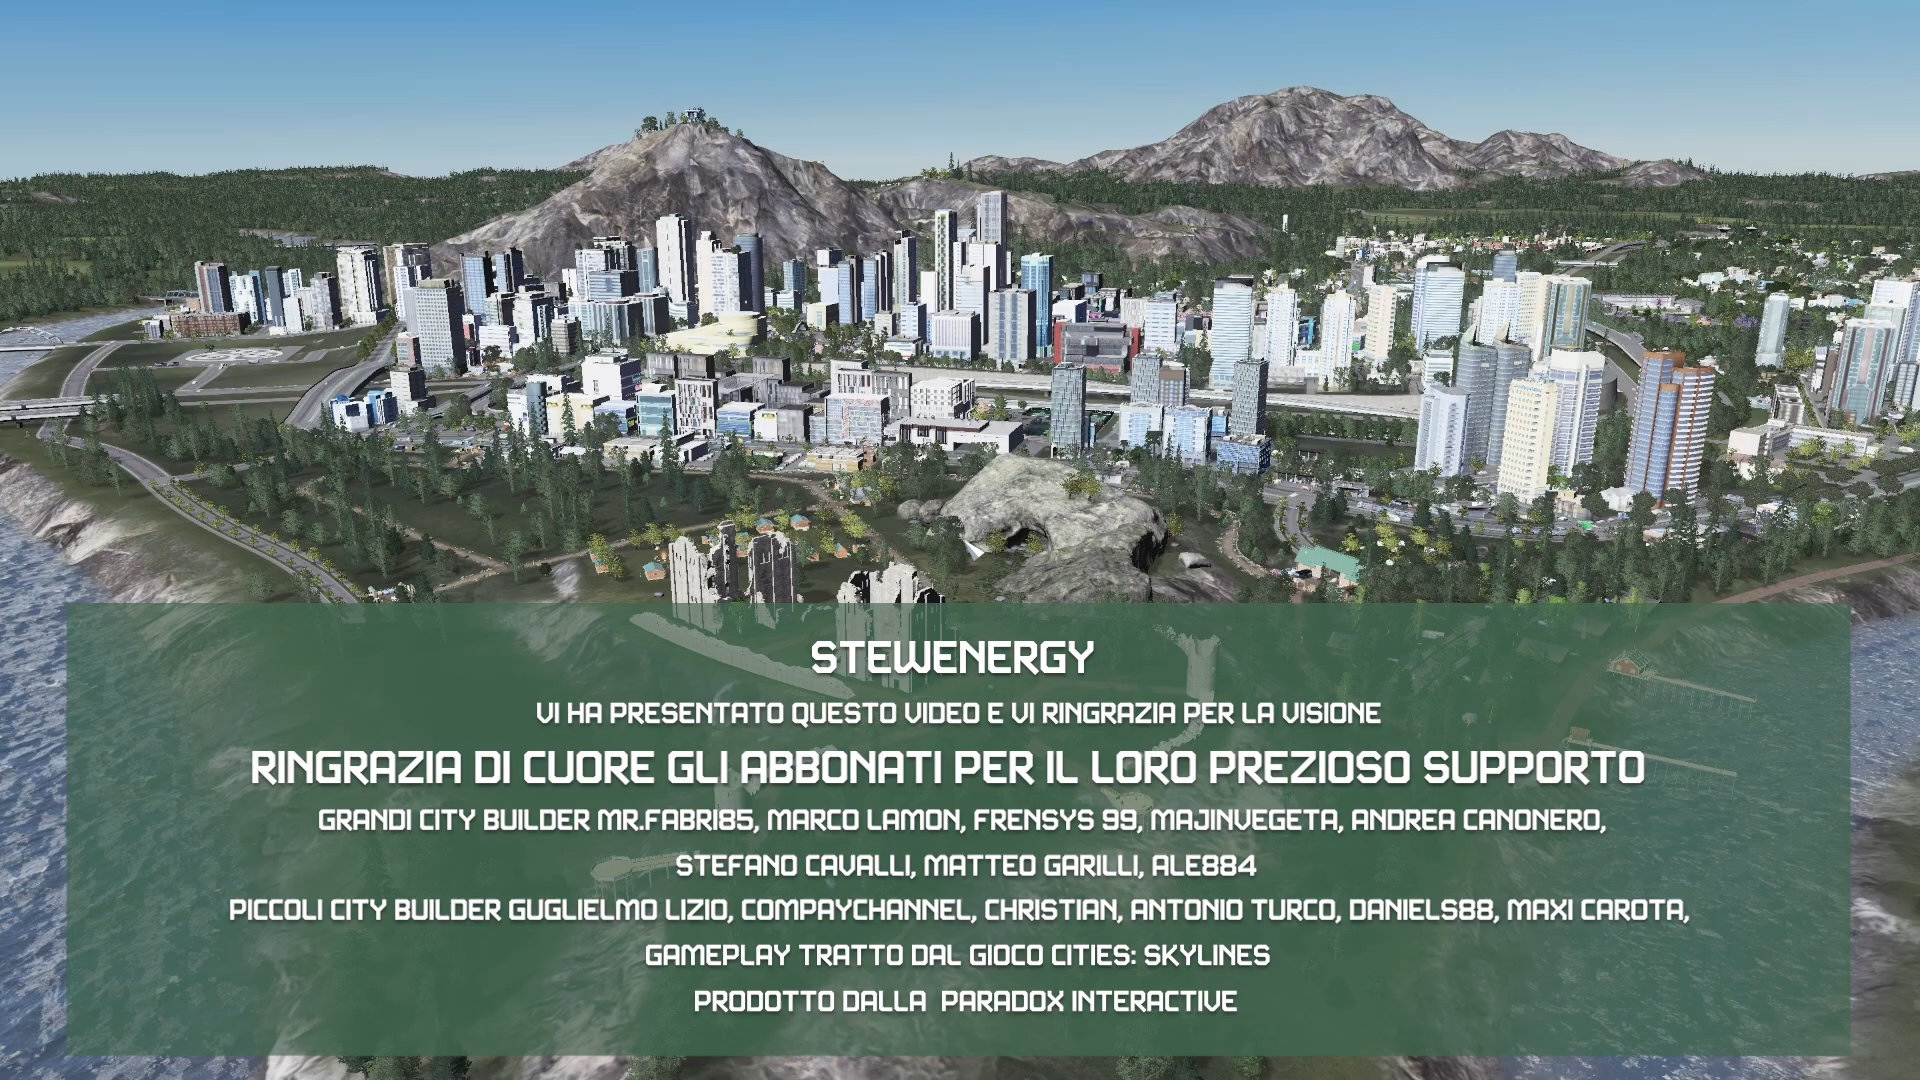 STEWENERGY
VI HA PRESENTATO QUESTO VIDEO E VI RINGRAZIA PER LA VISIONE
RINGRAZIA DI CUORE GLI ABBONATI PER IL LORO PREZIOSO SUPPORTO
GRANDI CITY BUILDER MR.FABRI85, MARCO LAMON, FRENSYS 99, MAJINVEGETA, ANDREA CANONERO,
STEFANO CAVALLI, MATTEO GARILLI, ALE884
PICCOLI CITY BUILDER GUGLIELMO LIZIO, COMPAYCHANNEL, CHRISTIAN, ANTONIO TURCO, DANIELS88, MAXI CAROTA,
GAMEPLAY TRATTO DAL GIOCO CITIES: SKYLINES
PRODOTTO DALLA PARADOX INTERACTIVE